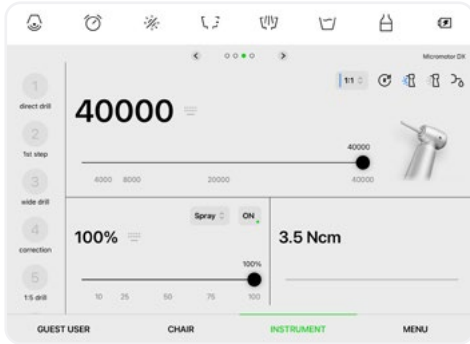 Micromotor DX
1
direct drill
2
1st step
3
wide drill
4
correction
5
1:5 drill
1:1
40000
40000
4000 8000 20000 40000
Spray ON
100%
100%
10 25 50 75 100
3.5 Ncm
GUEST USER CHAIR INSTRUMENT MENU